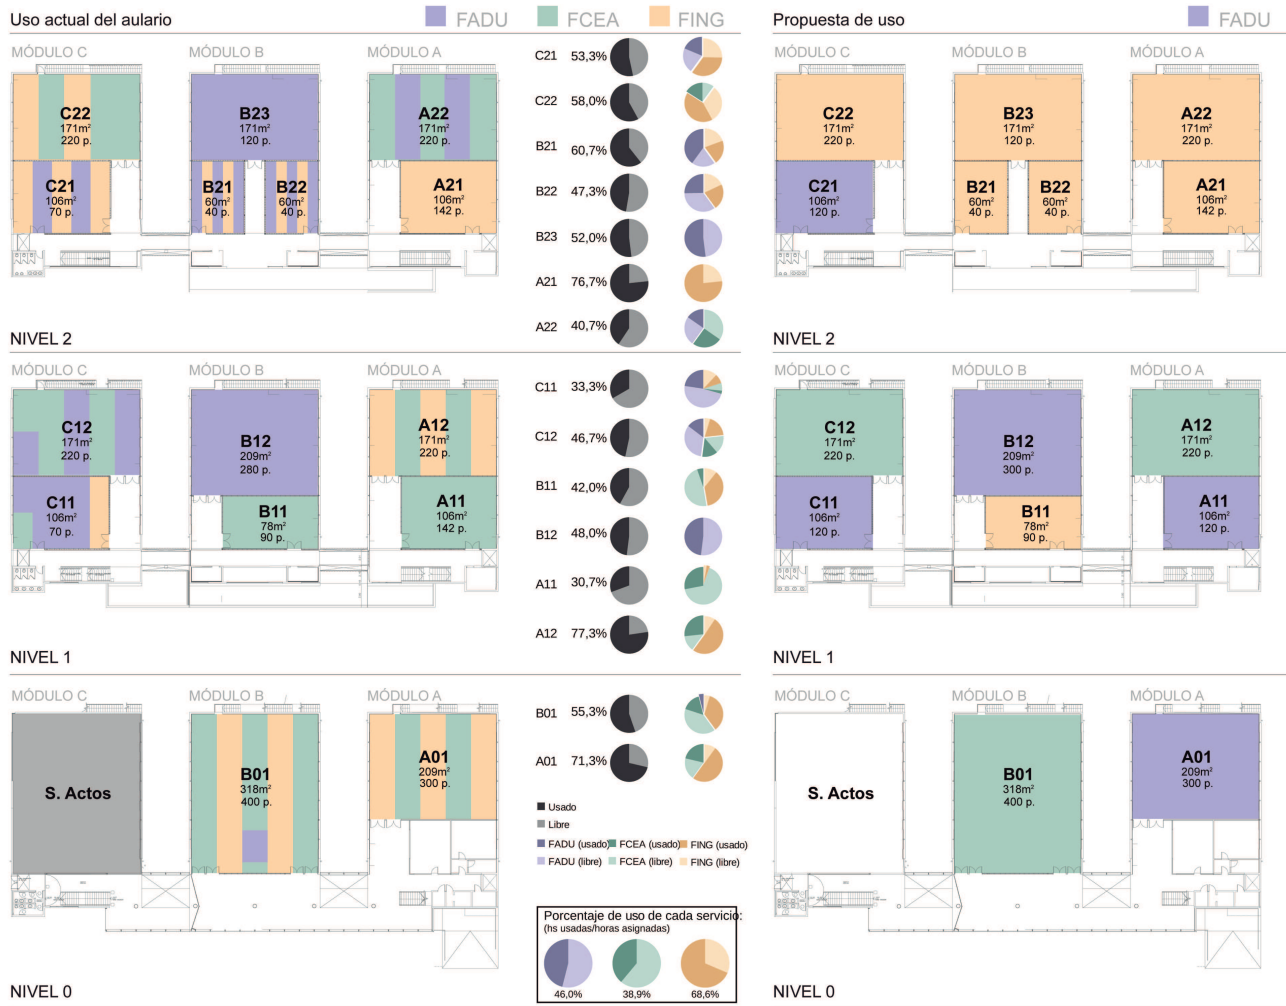 Uso actual del aulario
FADU
FCEA
FING
MÓDULO C
MÓDULO B
MÓDULO A
C22
171m²
220 p.
B23
171m²
120 p.
A22
171m²
220 p.
C21
106m²
70 p.
B21
60m²
40 p.
B22
60m²
40 p.
A21
106m²
142 p.
NIVEL 2
C21 53,3%
C22 58,0%
B21 60,7%
B22 47,3%
B23 52,0%
A21 76,7%
A22 40,7%
Propuesta de uso
FADU
MÓDULO C
MÓDULO B
MÓDULO A
C22
171m²
220 p.
B23
171m²
120 p.
A22
171m²
220 p.
C21
106m²
120 p.
B21
60m²
40 p.
B22
60m²
40 p.
A21
106m²
142 p.
NIVEL 2
MÓDULO C
MÓDULO B
MÓDULO A
C12
171m²
220 p.
B12
209m²
280 p.
A12
171m²
220 p.
C11
106m²
70 p.
B11
78m²
90 p.
A11
106m²
142 p.
NIVEL 1
C11 33,3%
C12 46,7%
B11 42,0%
B12 48,0%
A11 30,7%
A12 77,3%
MÓDULO C
MÓDULO B
MÓDULO A
C12
171m²
220 p.
B12
209m²
300 p.
A12
171m²
220 p.
C11
106m²
120 p.
B11
78m²
90 p.
A11
106m²
120 p.
NIVEL 1
MÓDULO C
MÓDULO B
MÓDULO A
S. Actos
B01
318m²
400 p.
A01
209m²
300 p.
NIVEL 0
B01 55,3%
A01 71,3%
Usado
Libre
FADU (usado) FCEA (usado) FING (usado)
FADU (libre) FCEA (libre) FING (libre)
Porcentaje de uso de cada servicio:
(hs usadas/horas asignadas)
46,0% 38,9% 68,6%
MÓDULO C
MÓDULO B
MÓDULO A
S. Actos
B01
318m²
400 p.
A01
209m²
300 p.
NIVEL 0